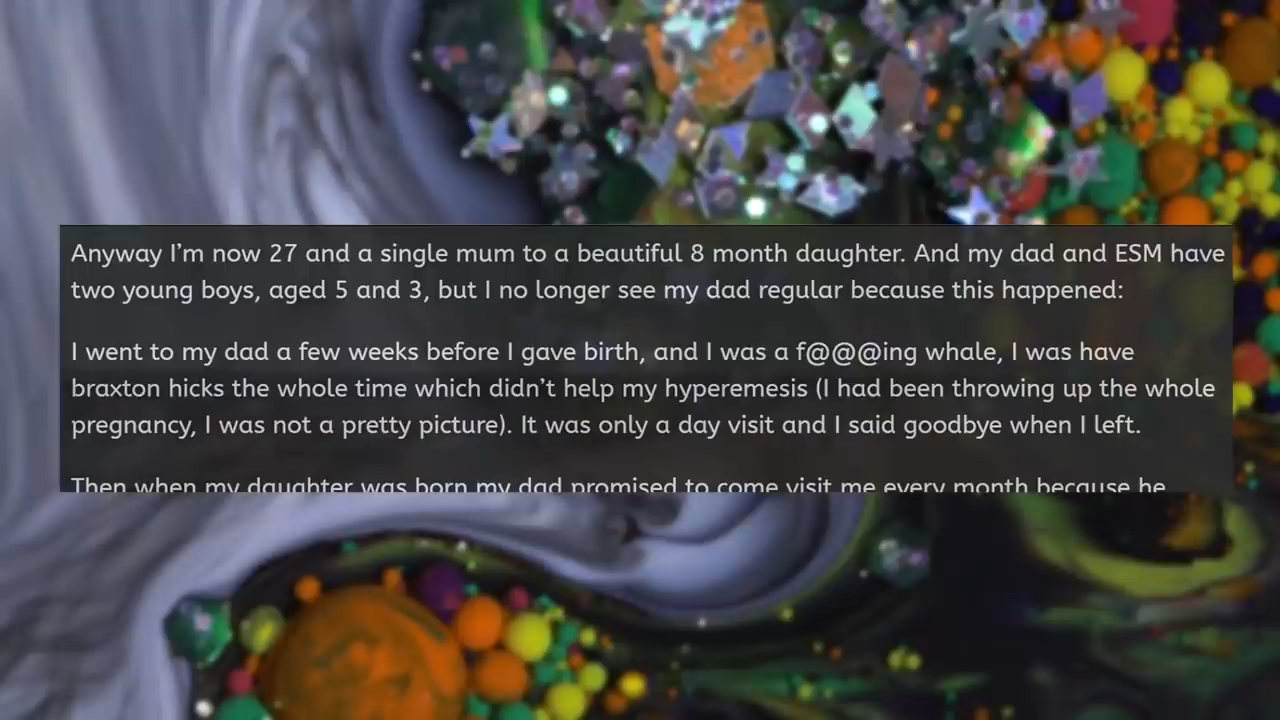 Anyway I’m now 27 and a single mum to a beautiful 8 month daughter. And my dad and ESM have
two young boys, aged 5 and 3, but I no longer see my dad regular because this happened:
I went to my dad a few weeks before I gave birth, and I was a f@@@ing whale, I was have
braxton hicks the whole time which didn’t help my hyperemesis (I had been throwing up the whole
pregnancy, I was not a pretty picture). It was only a day visit and I said goodbye when I left.
Then when my daughter was born my dad promised to come visit me every month because he